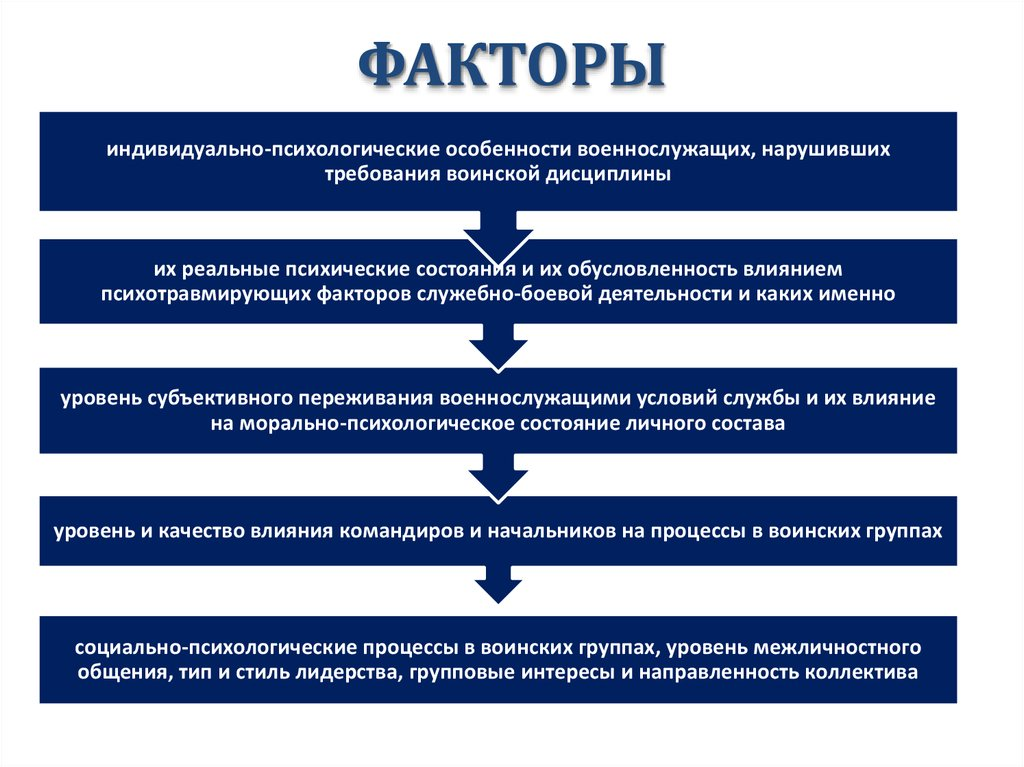 ФАКТОРЫ
индивидуально-психологические особенности военнослужащих, нарушивших
требования воинской дисциплины
их реальные психические состояния и их обусловленность влиянием
психотравмирующих факторов служебно-боевой деятельности и каких именно
уровень субъективного переживания военнослужащими условий службы и их влияние
на морально-психологическое состояние личного состава
уровень и качество влияния командиров и начальников на процессы в воинских группах
социально-психологические процессы в воинских группах, уровень межличностного
общения, тип и стиль лидерства, групповые интересы и направленность коллектива